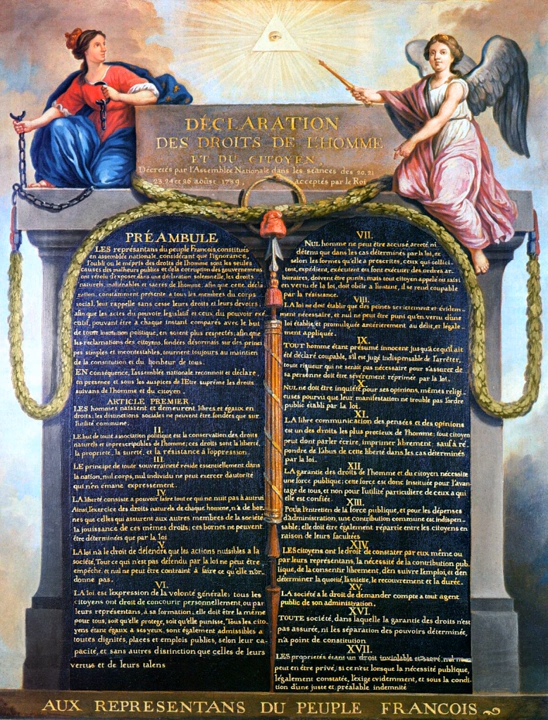 DÉCLARATION
DES DROITS DE L'HOMME
ET DU CITOYEN,
Décrétés par l'Assemblée Nationale dans les séances des 20. 21
23. 24 et 26 août 1789, acceptés par le Roi
PRÉAMBULE
LES représantans du peuple François, constitués
en assemblée nationale, considérant que l'ignorance,
l'oubli ou le mépris des droits de l'homme sont les seules
causes des malheurs publics et de la corruption des gouvernemens
ont résolu d'exposer dans une déclaration solemnelle, les droits
naturels, inaliénables et sacrés de l'homme: afin que cette décla-
ration, constamment présente a tous les membres du corps
social, leur rappelle sans cesse leurs droits et leurs devoirs;
afin que les actes du pouvoir législatif et ceux, du pouvoir exé-
cutif, pouvant être a chaque instant comparés avec le but
de toute institution politique, en soient plus respectés; afin que
les réclamations des citoyens, fondées désormais sur des princi-
pes simples et incontestables, tournent toujours au maintien
de la constitution et du bonheur de tous.
EN conséquence, l'assemblée nationale reconnoit et déclare,
en présence et sous les auspices de l'Etre suprême les droits
suivans de l'homme et du citoyen.
ARTICLE PREMIER.
LES hommes naissent et demeurent libres et égaux en
droits; les distinctions sociales ne peuvent être fondées que sur
l'utilité commune.
II.
LE but de toute association politique est la conservation des droits
naturels et imprescriptibles de l'homme; ces droits sont la liberté,
la propriété, la sureté, et la résistance à l'oppression.
III.
LE principe de toute souveraineté réside essentiellement dans
la nation, nul corps, nul individu ne peut exercer d'autorité
qui n'en émane expressement.
IV.
LA liberté consiste a pouvoir faire tout ce qui ne nuit pas à autrui
Ainsi, l'exercice des droits naturels de chaque homme, n'a de bor-
nes que celles qui assurent aux autres membres de la société
la jouissance de ces mêmes droits; ces bornes ne peuvent
être déterminées que par la loi
V.
LA loi n'a le droit de défendre que les actions nuisibles a la
société. Tout ce qui n'est pas défendu par la loi ne peut être
empêché, et nul ne peut être contraint à faire ce qu'elle n'or-
donne pas.
VI.
LA loi est l'expression de la volonté générale; tous les
citoyens ont droit de concourir personnellement, ou par
leurs représentans, à sa formation; elle doit être la même
pour tous, soit qu'elle protege, soit qu'elle punisse. Tous les cito-
yens étans égaux a ses yeux, sont également admissibles a
toutes dignités, places et emplois publics, selon leur ca-
pacité, et sans autres distinction que celles de leurs
vertus et de leurs talens
VII.
NUL homme ne peut être accusé, arreté ni
détenu que dans les cas déterminés par la loi, et
selon les formes qu'elle a prescrites, ceux qui sollici-
tent, expédient, exécutent ou font exécuter des ordres ar-
bitraires, doivent être punis; mais tout citoyen appelé ou saisi
en vertu de la loi, doit obéir a l'instant, il se rend coupable
par la résistance.
VIII.
LA loi ne doit établir que des peines strictement et évidem-
ment nécessaire, et nul ne peut être puni qu'en vertu d'une
loi établie et promulguée antérieurement au délit, et légale-
ment appliquée.
IX.
TOUT homme étant présumé innocent jusqu'à ce qu'il ait
été déclaré coupable, s'il est jugé indispensable de l'arrêter,
toute rigueur qui ne serait pas nécessaire pour s'assurer de
sa personne doit être sévèrement réprimée par la loi.
X.
NUL ne doit être inquiété pour ses opinions, mêmes religi-
euses pourvu que leur manifestation ne trouble pas l'ordre
public établi par la loi.
XI.
LA libre communication des pensées et des opinions
est un des droits les plus precieux de l'homme: tout citoyen
peut donc parler écrire, imprimer librement: sauf a ré-
pondre de l'abus de cette liberté dans les cas déterminés
par la loi.
XII.
LA garantie des droits de l'homme et du citoyen nécessite
une force publique: cette force est donc instituée pour l'avan-
tage de tous, et non pour l'utilité particuliere de ceux a qui
elle est confiée.
XIII.
Pour l'entretien de la force publique, et pour les dépenses
d'administration, une contribution commune est indispen-
sable; elle doit être également répartie entre les citoyens en
raison de leurs facultées
XIV.
LES citoyens ont le droit de constater par eux même ou
par leurs représentans, la nécessité de la contribution pub-
lique, de la consentir librement, d'en suivre l'emploi, et d'en
déterminer la quotité, l'assiete, le recouvrement et la durée.
XV.
LA société a le droit de demander compte a tout agent
public de son administration.
XVI.
TOUTE société, dans laquelle la garantie des droits n'est
pas assurée, ni les séparation des pouvoirs déterminée,
n'a point de constitution
XVII.
LES propriétés étant un droit inviolable et sacré, nul ne
peut en être privé, si ce n'est lorsque la nécessité publique,
légalement constatée, l'exige évidemment, et sous la condi-
tion d'une juste et préalable indemnité
AUX REPRESENTANS DU PEUPLE FRANCOIS